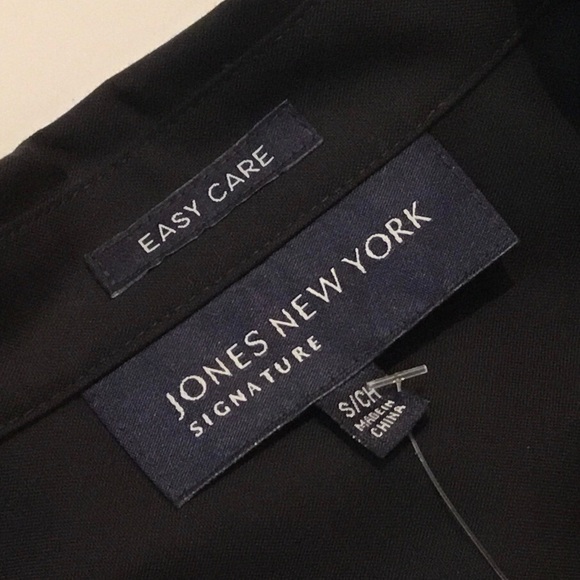 EASY CARE
JONES NEW YORK
SIGNATURE
S/CH
MADE IN
CHINA